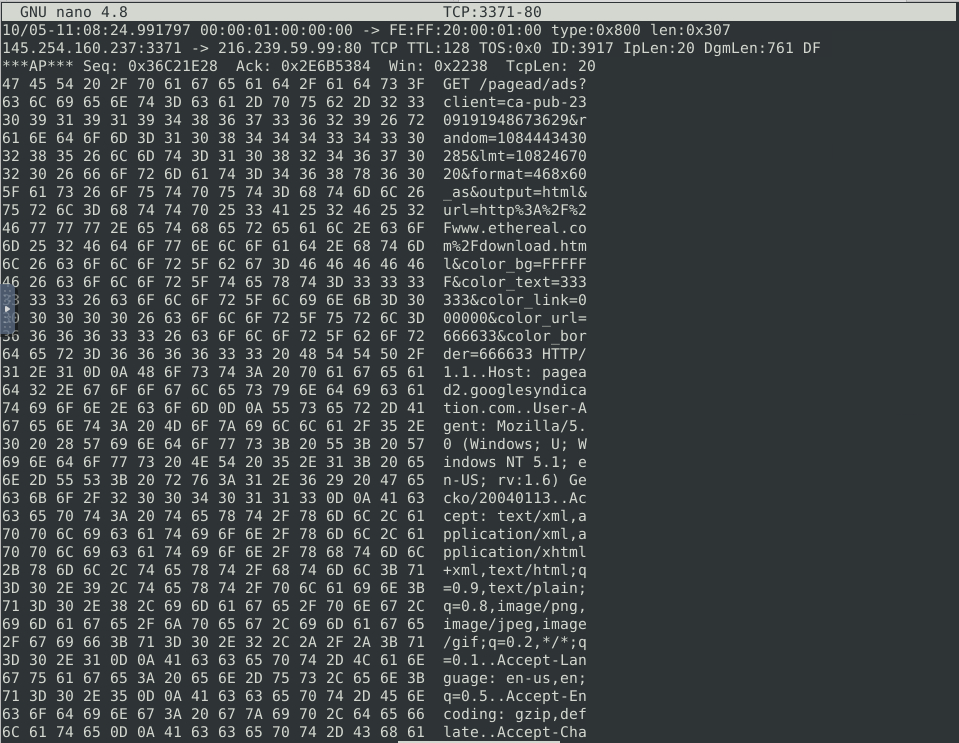 GNU nano 4.8 TCP:3371-80
10/05-11:08:24.991797 00:00:01:00:00:00 -> FE:FF:20:00:01:00 type:0x800 len:0x307
145.254.160.237:3371 -> 216.239.59.99:80 TCP TTL:128 TOS:0x0 ID:3917 IpLen:20 DgmLen:761 DF
***AP*** Seq: 0x36C21E28 Ack: 0x2E6B5384 Win: 0x2238 TcpLen: 20
47 45 54 20 2F 70 61 67 65 61 64 2F 61 64 73 3F GET /pagead/ads?
63 6C 69 65 6E 74 3D 63 61 2D 70 75 62 2D 32 33 client=ca-pub-23
30 39 31 39 31 39 34 38 36 37 33 36 32 39 26 72 09191948673629&r
61 6E 64 6F 6D 3D 31 30 38 34 34 34 33 34 33 30 andom=1084443430
32 38 35 26 6C 6D 74 3D 31 30 38 32 34 36 37 30 285&lmt=10824670
32 30 26 66 6F 72 6D 61 74 3D 34 36 38 78 36 30 20&format=468x60
5F 61 73 26 6F 75 74 70 75 74 3D 68 74 6D 6C 26 _as&output=html&
75 72 6C 3D 68 74 74 70 25 33 41 25 32 46 25 32 url=http%3A%2F%2
46 77 77 77 2E 65 74 68 65 72 65 61 6C 2E 63 6F Fwww.ethereal.co
6D 25 32 46 64 6F 77 6E 6C 6F 61 64 2E 68 74 6D m%2Fdownload.htm
6C 26 63 6F 6C 6F 72 5F 62 67 3D 46 46 46 46 46 l&color_bg=FFFFF
46 26 63 6F 6C 6F 72 5F 74 65 78 74 3D 33 33 33 F&color_text=333
33 33 33 26 63 6F 6C 6F 72 5F 6C 69 6E 6B 3D 30 333&color_link=0
30 30 30 30 30 26 63 6F 6C 6F 72 5F 75 72 6C 3D 00000&color_url=
36 36 36 36 33 33 26 63 6F 6C 6F 72 5F 62 6F 72 666633&color_bor
64 65 72 3D 36 36 36 36 33 33 20 48 54 54 50 2F der=666633 HTTP/
31 2E 31 0D 0A 48 6F 73 74 3A 20 70 61 67 65 61 1.1..Host: pagea
64 32 2E 67 6F 6F 67 6C 65 73 79 6E 64 69 63 61 d2.googlesyndica
74 69 6F 6E 2E 63 6F 6D 0D 0A 55 73 65 72 2D 41 tion.com..User-A
67 65 6E 74 3A 20 4D 6F 7A 69 6C 6C 61 2F 35 2E gent: Mozilla/5.
30 20 28 57 69 6E 64 6F 77 73 3B 20 55 3B 20 57 0 (Windows; U; W
69 6E 64 6F 77 73 20 4E 54 20 35 2E 31 3B 20 65 indows NT 5.1; e
6E 2D 55 53 3B 20 72 76 3A 31 2E 36 29 20 47 65 n-US; rv:1.6) Ge
63 6B 6F 2F 32 30 30 34 30 31 31 33 0D 0A 41 63 cko/20040113..Ac
63 65 70 74 3A 20 74 65 78 74 2F 78 6D 6C 2C 61 cept: text/xml,a
70 70 6C 69 63 61 74 69 6F 6E 2F 78 6D 6C 2C 61 pplication/xml,a
70 70 6C 69 63 61 74 69 6F 6E 2F 78 68 74 6D 6C pplication/xhtml
2B 78 6D 6C 2C 74 65 78 74 2F 68 74 6D 6C 3B 71 +xml,text/html;q
3D 30 2E 39 2C 74 65 78 74 2F 70 6C 61 69 6E 3B =0.9,text/plain;
71 3D 30 2E 38 2C 69 6D 61 67 65 2F 70 6E 67 2C q=0.8,image/png,
69 6D 61 67 65 2F 6A 70 65 67 2C 69 6D 61 67 65 image/jpeg,image
2F 67 69 66 3B 71 3D 30 2E 32 2C 2A 2F 2A 3B 71 /gif;q=0.2,*/*;q
3D 30 2E 31 0D 0A 41 63 63 65 70 74 2D 4C 61 6E =0.1..Accept-Lan
67 75 61 67 65 3A 20 65 6E 2D 75 73 2C 65 6E 3B guage: en-us,en;
71 3D 30 2E 35 0D 0A 41 63 63 65 70 74 2D 45 6E q=0.5..Accept-En
63 6F 64 69 6E 67 3A 20 67 7A 69 70 2C 64 65 66 coding: gzip,def
6C 61 74 65 0D 0A 41 63 63 65 70 74 2D 43 68 61 late..Accept-Cha